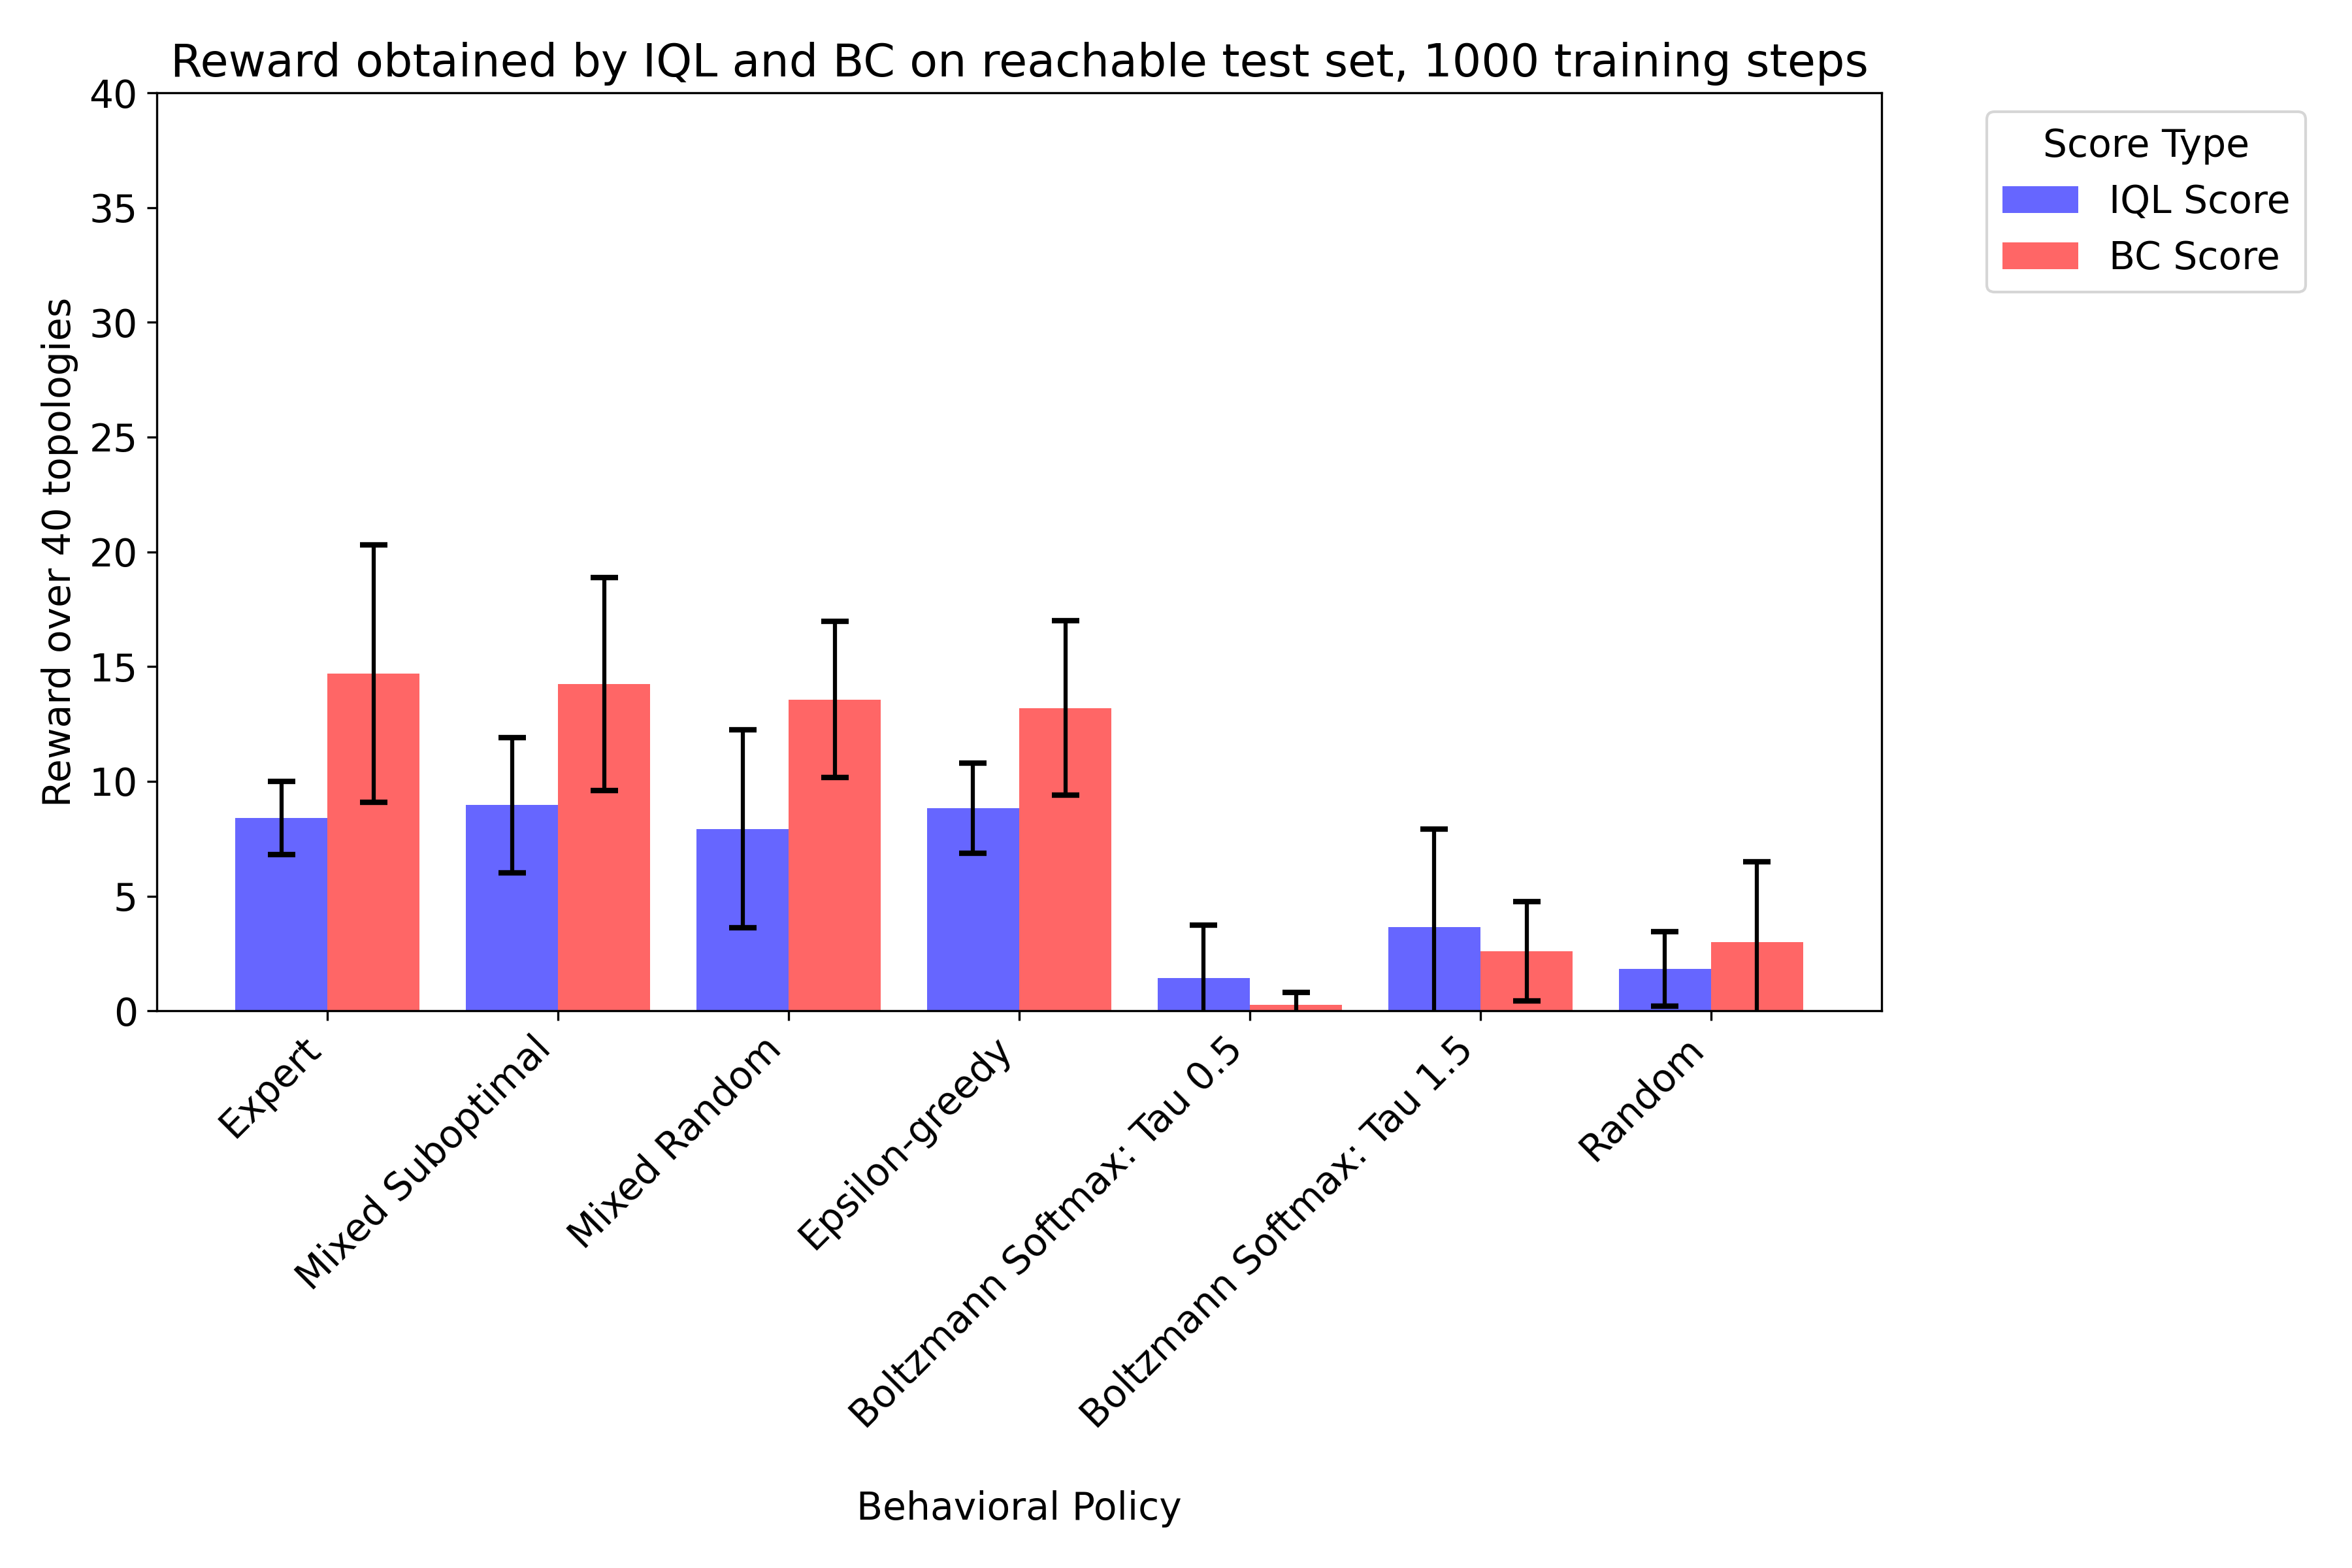 Reward obtained by IQL and BC on reachable test set, 1000 training steps
Score Type
IQL Score
BC Score
Reward over 40 topologies
40
35
30
25
20
15
10
5
0
Expert
Mixed Suboptimal
Mixed Random
Epsilon-greedy
Boltzmann Softmax: Tau 0.5
Boltzmann Softmax: Tau 1.5
Random
Behavioral Policy